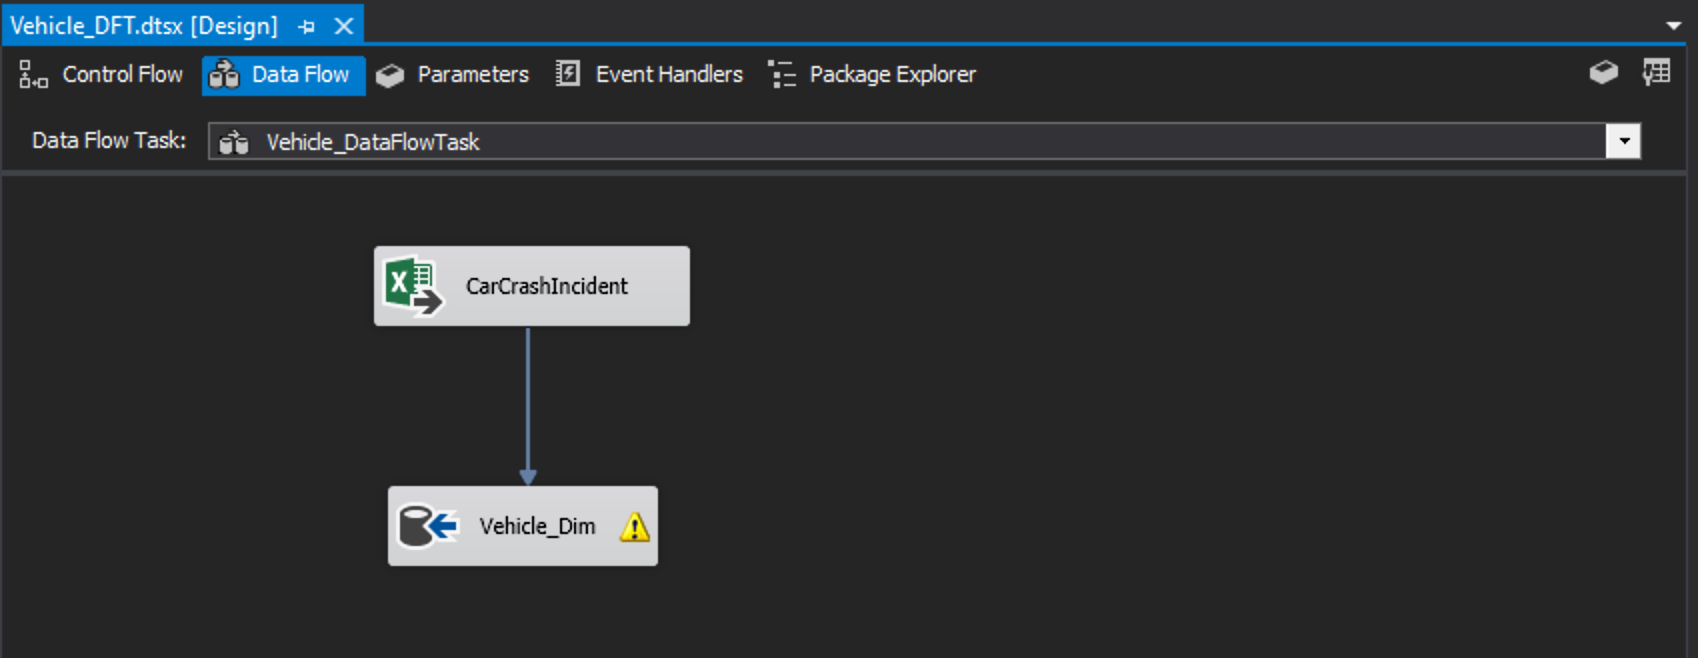 Vehicle_DFT.dtsx [Design]
Control Flow Data Flow Parameters Event Handlers Package Explorer
Data Flow Task: Vehicle_DataFlowTask
CarCrashIncident
Vehicle_Dim